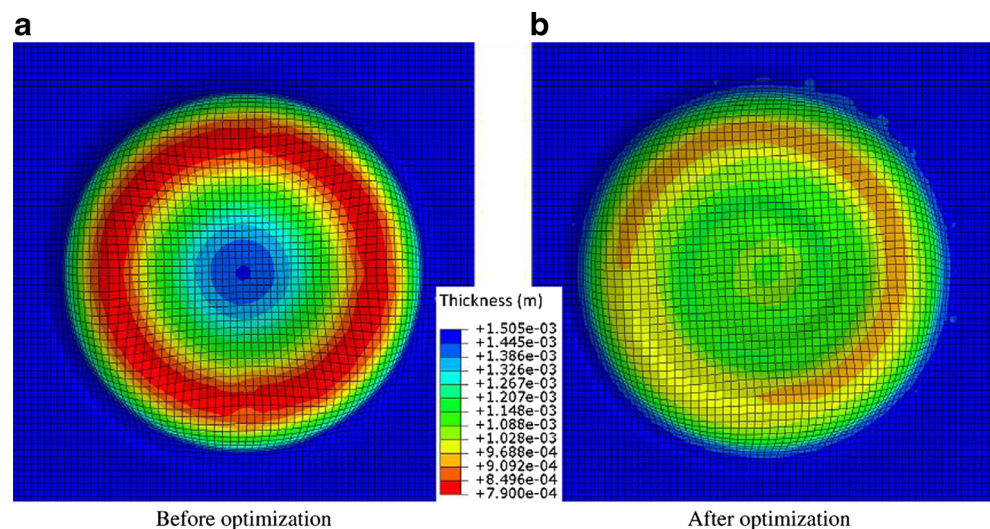 a
b
Thickness (m)
+1.505e-03
+1.445e-03
+1.386e-03
+1.326e-03
+1.267e-03
+1.207e-03
+1.148e-03
+1.088e-03
+1.028e-03
+9.688e-04
+9.092e-04
+8.496e-04
+7.900e-04
Before optimization
After optimization